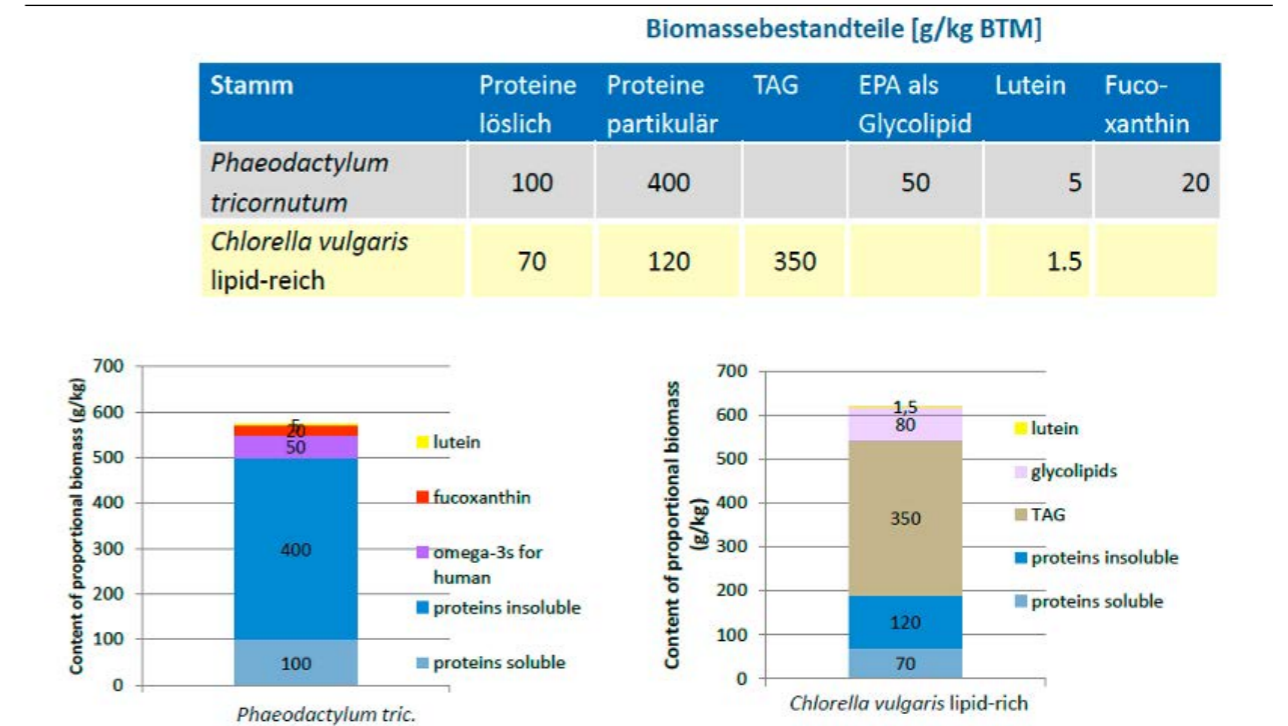 Biomassebestandteile [g/kg BTM]
Stamm Proteine löslich Proteine partikulär TAG EPA als Glycolipid Lutein Fuco-xanthin
Phaeodactylum tricornutum 100 400 50 5 20
Chlorella vulgaris lipid-reich 70 120 350 1.5
Content of proportional biomass (g/kg)
700
600
500
400
300
200
100
0
5
20
50
400
100
lutein
fucoxanthin
omega-3s for
human
proteins insoluble
proteins soluble
Phaeodactylum tric.
Content of proportional biomass
(g/kg)
700
600
500
400
300
200
100
0
1,5
80
350
120
70
lutein
glycolipids
TAG
proteins insoluble
proteins soluble
Chlorella vulgaris lipid-rich